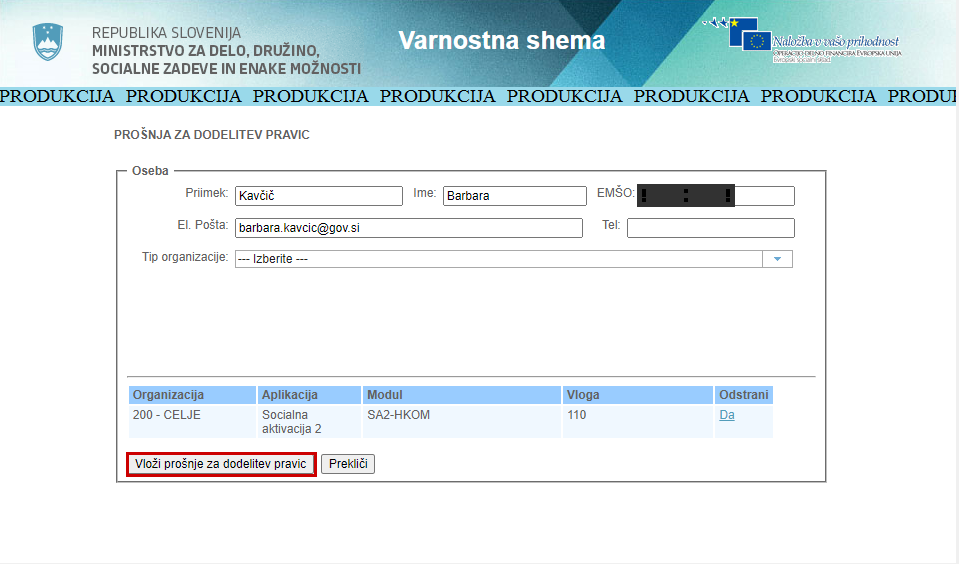 REPUBLIKA SLOVENIJA
MINISTRSTVO ZA DELO, DRUŽINO,
SOCIALNE ZADEVE IN ENAKE MOŽNOSTI
Varnostna shema
Naložba v vašo prihodnost
OPERACIJO DELNO FINANCIRA EVROPSKA UNIJA
Evropski socialni sklad
PRODUKCIJA PRODUKCIJA PRODUKCIJA PRODUKCIJA PRODUKCIJA PRODUKCIJA PRODUKCIJA PRODUI
PROŠNJA ZA DODELITEV PRAVIC
Oseba
Priimek: Kavčič Ime: Barbara EMŠO:
El. Pošta: barbara.kavcic@gov.si Tel:
Tip organizacije: --- Izberite ---
Organizacija Aplikacija Modul Vloga Odstrani
200 - CELJE Socialna aktivacija 2 SA2-HKOM 110 Da
Vloži prošnje za dodelitev pravic Prekliči